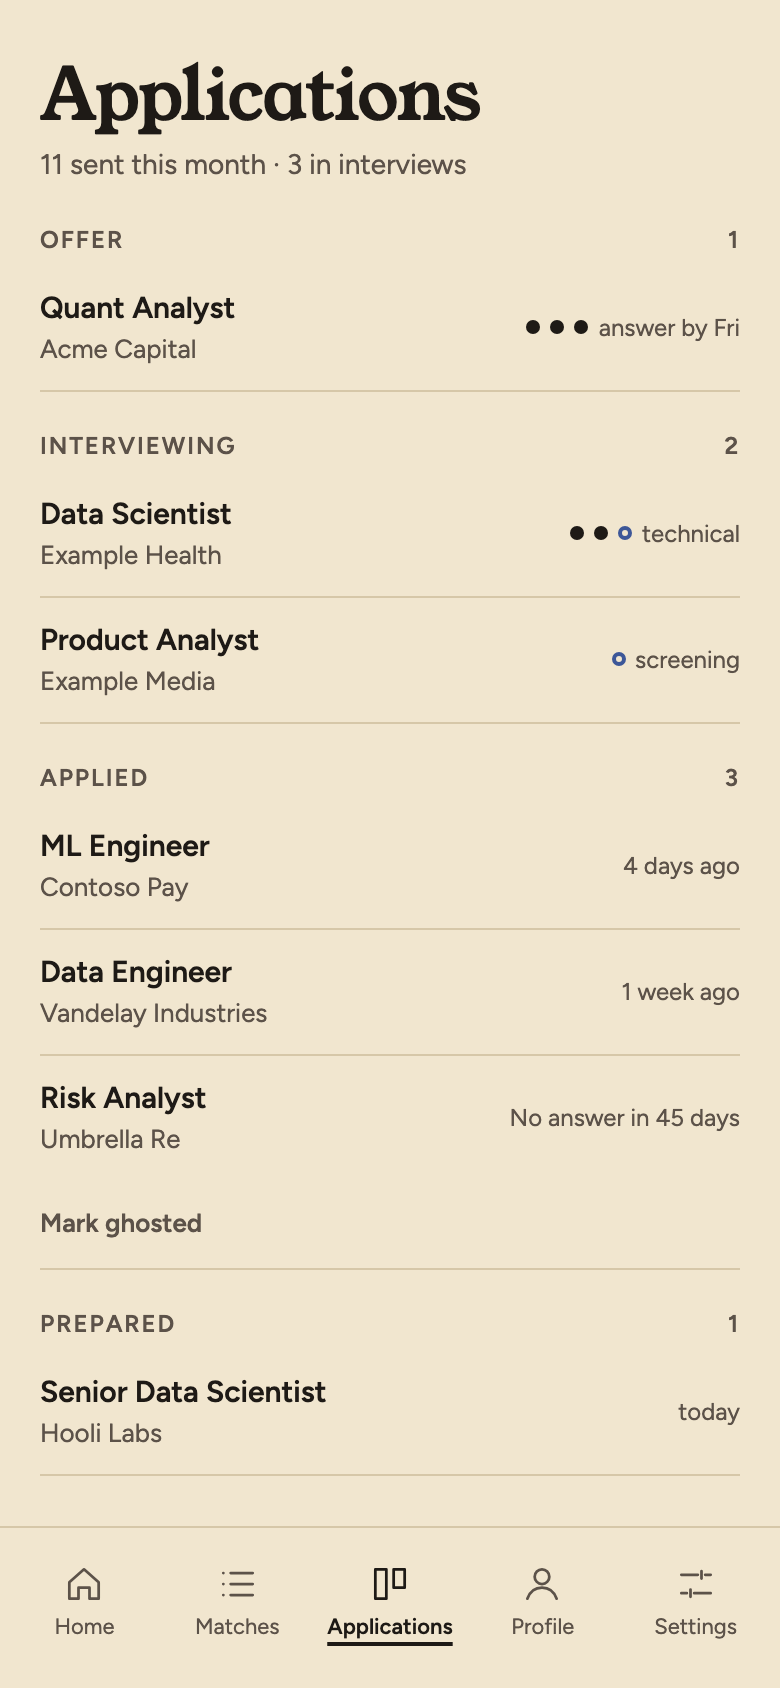 Applications
11 sent this month · 3 in interviews
OFFER 1
Quant Analyst
Acme Capital
answer by Fri
INTERVIEWING 2
Data Scientist
Example Health
technical
Product Analyst
Example Media
screening
APPLIED 3
ML Engineer
Contoso Pay
4 days ago
Data Engineer
Vandelay Industries
1 week ago
Risk Analyst
Umbrella Re
No answer in 45 days
Mark ghosted
PREPARED 1
Senior Data Scientist
Hooli Labs
today
Home Matches Applications Profile Settings